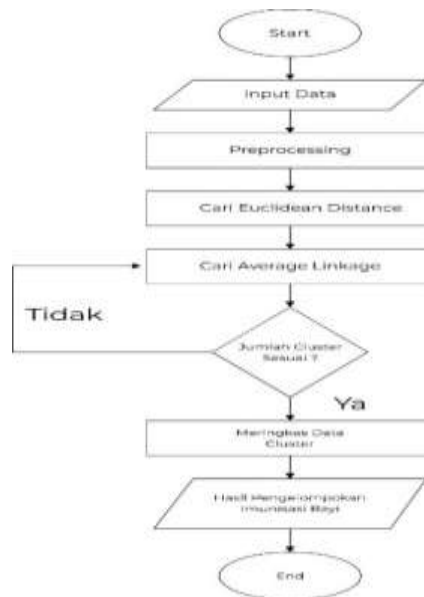 Start
Input Data
Preprocessing
Cari Euclidean Distance
Cari Average Linkage
Tidak
Jumlah Cluster
Sesuai ?
Ya
Meringkas Data
Cluster
Hasil Pengelompokan
Imunisasi Bayi
End